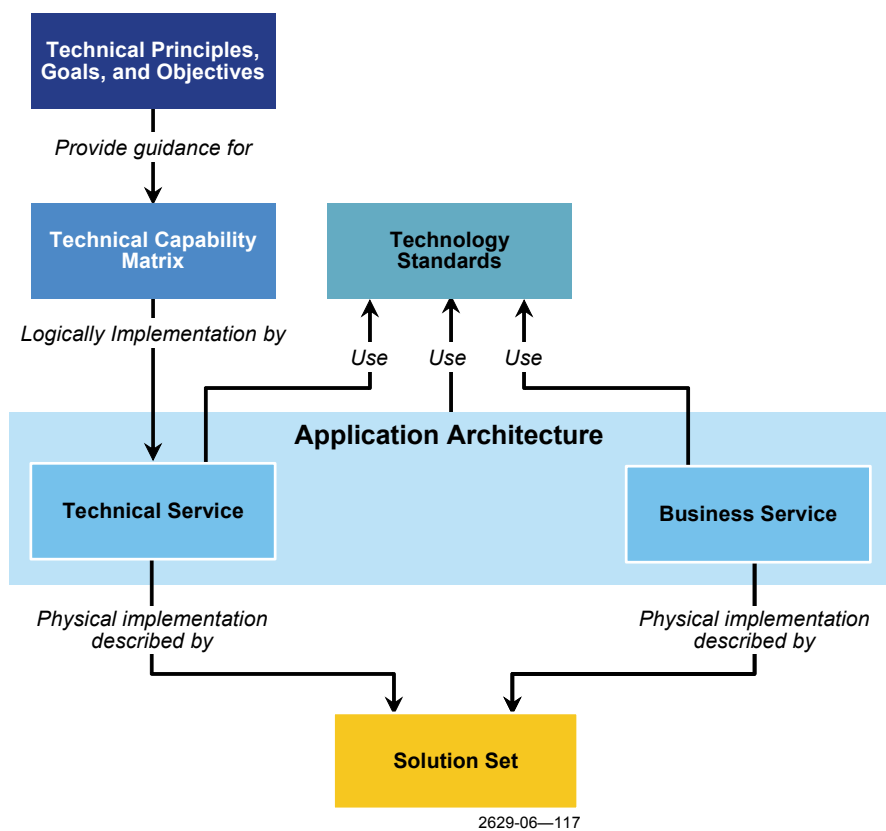 Technical Principles,
Goals, and Objectives
Provide guidance for
Technical Capability
Matrix
Technology
Standards
Logically Implementation by
Use
Use
Use
Application Architecture
Technical Service
Business Service
Physical implementation
described by
Physical implementation
described by
Solution Set
2629-06—117